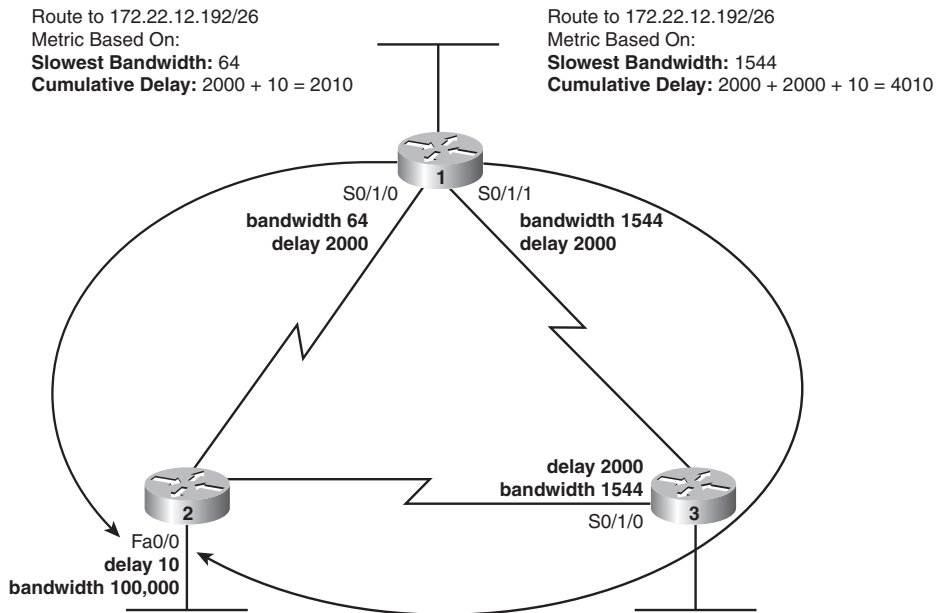 Route to 172.22.12.192/26
Metric Based On:
Slowest Bandwidth: 64
Cumulative Delay: 2000 + 10 = 2010
Route to 172.22.12.192/26
Metric Based On:
Slowest Bandwidth: 1544
Cumulative Delay: 2000 + 2000 + 10 = 4010
1
S0/1/0
S0/1/1
bandwidth 64
delay 2000
bandwidth 1544
delay 2000
delay 2000
bandwidth 1544
S0/1/0
2
3
Fa0/0
delay 10
bandwidth 100,000